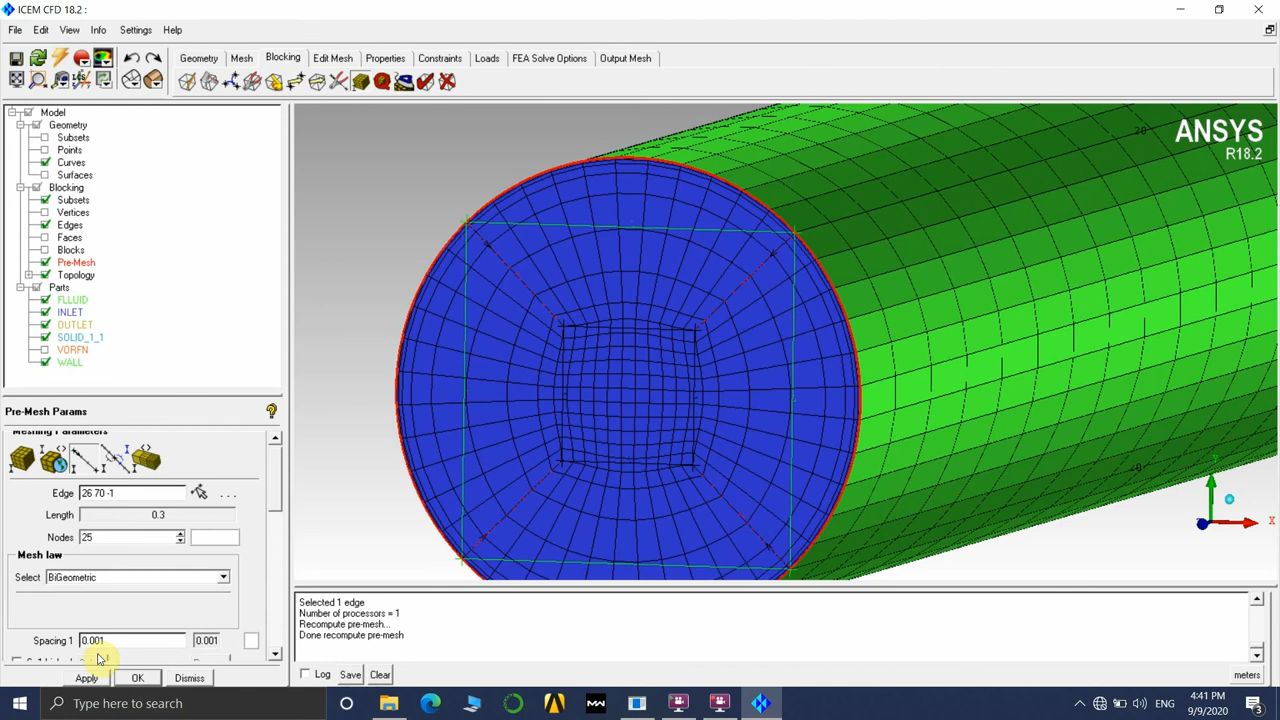 ICEM CFD 18.2 :
File Edit View Info Settings Help
Geometry Mesh Blocking Edit Mesh Properties Constraints Loads FEA Solve Options Output Mesh
Model
Geometry
Subsets
Points
Curves
Surfaces
Blocking
Subsets
Vertices
Edges
Faces
Blocks
Pre-Mesh
Topology
Parts
FLLUID
INLET
OUTLET
SOLID_1_1
VORFN
WALL
ANSYS
R18.2
20
20
Y
X
Pre-Mesh Params
Meshing Parameters
Edge 26 70 -1
Length 0.3
Nodes 25
Mesh law
Select BiGeometric
Spacing 1 0.001 0.001
Apply OK Dismiss
Selected 1 edge
Number of processors = 1
Recompute pre-mesh...
Done recompute pre-mesh
Log Save Clear
meters
Type here to search
ENG
4:41 PM
9/9/2020
3